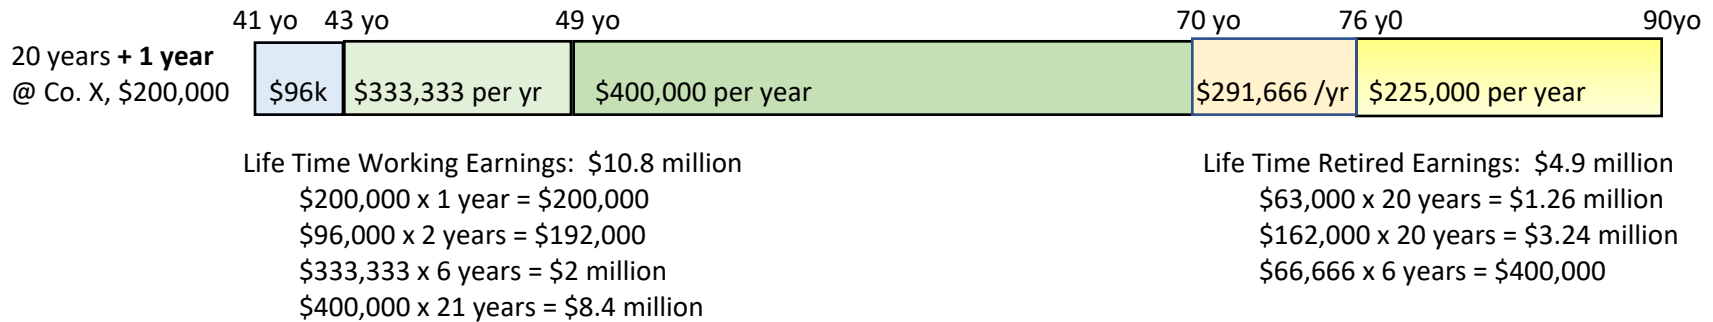 41 yo 43 yo 49 yo 70 yo 76 y0 90yo
20 years + 1 year
@ Co. X, $200,000 $96k $333,333 per yr $400,000 per year $291,666 /yr $225,000 per year
Life Time Working Earnings: $10.8 million
$200,000 x 1 year = $200,000
$96,000 x 2 years = $192,000
$333,333 x 6 years = $2 million
$400,000 x 21 years = $8.4 million
Life Time Retired Earnings: $4.9 million
$63,000 x 20 years = $1.26 million
$162,000 x 20 years = $3.24 million
$66,666 x 6 years = $400,000